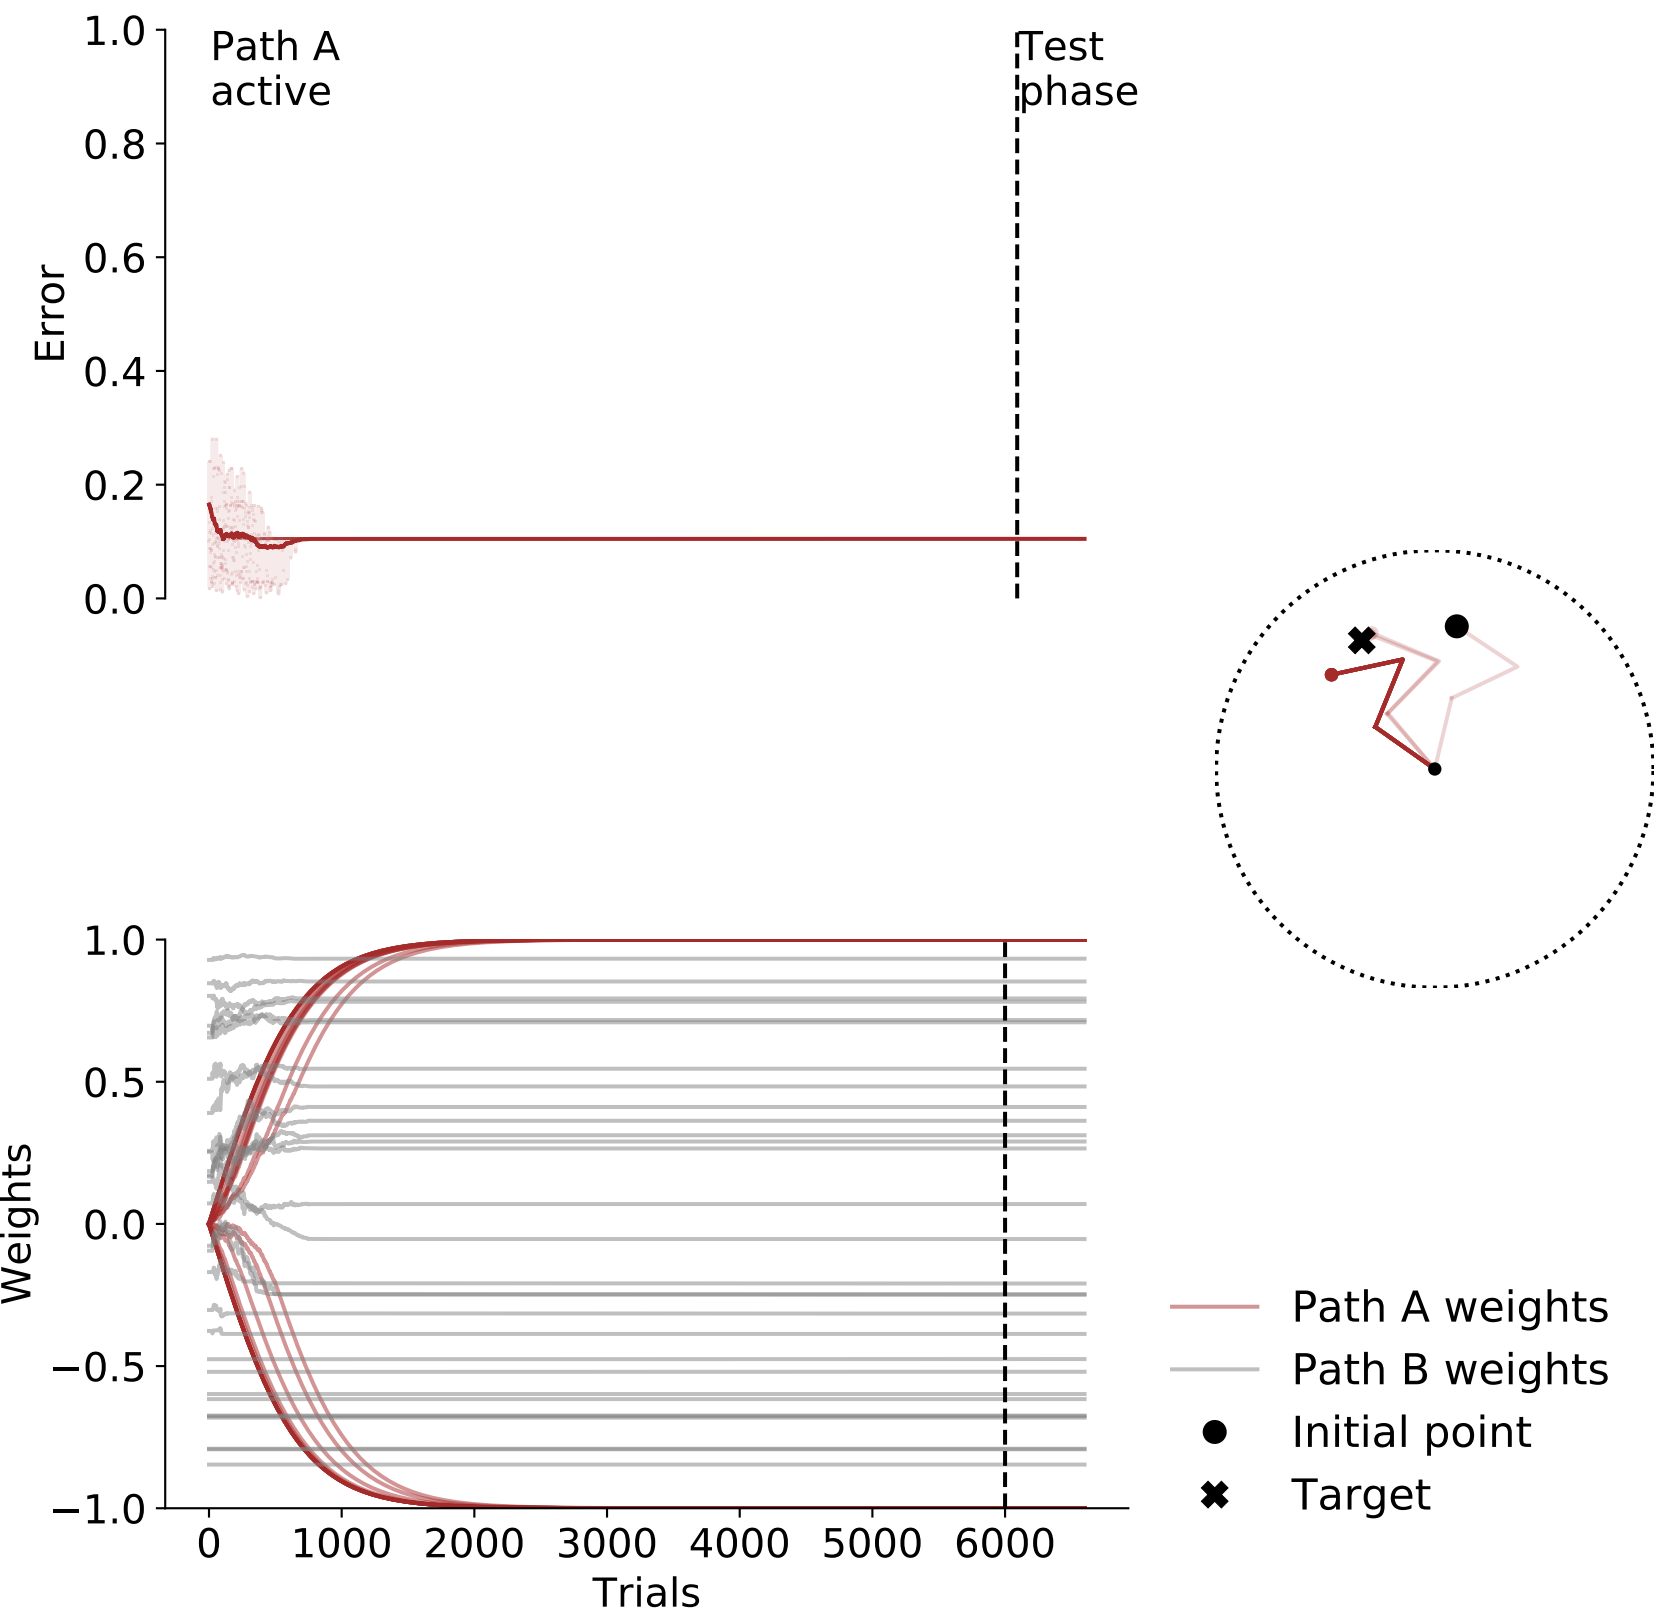 1.0
Path A
active
Test
phase
0.8
0.6
0.4
0.2
0.0
Error
1.0
0.5
0.0
−0.5
−1.0
Weights
0 1000 2000 3000 4000 5000 6000
Trials
Path A weights
Path B weights
Initial point
Target